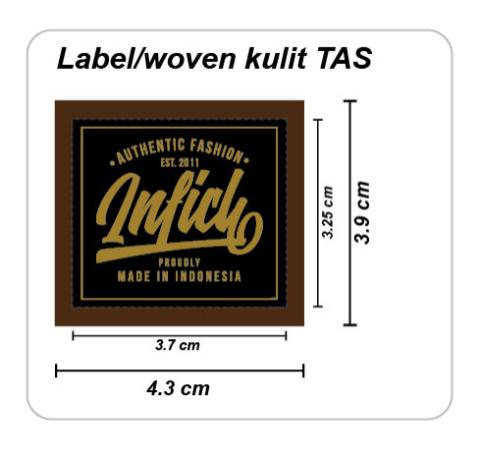 Label/woven kulit TAS
•AUTHENTIC FASHION•
EST. 2011
Infich
PROUDLY
MADE IN INDONESIA
3.25 cm
3.9 cm
3.7 cm
4.3 cm